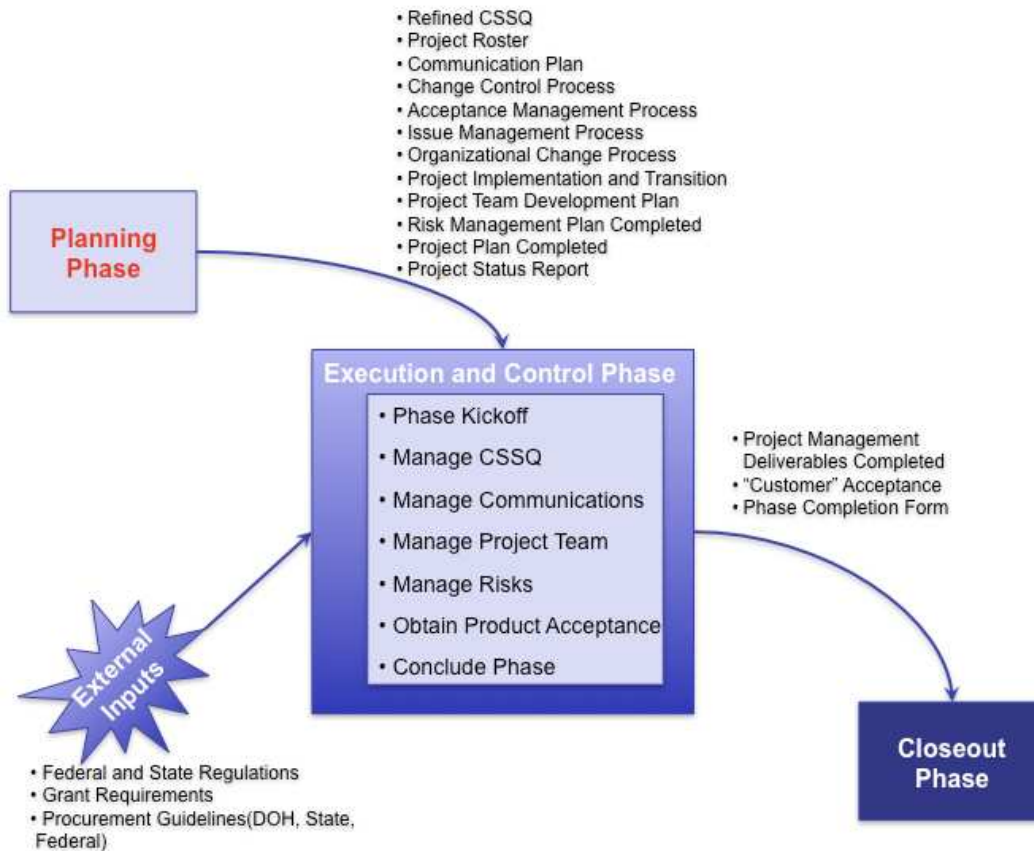 • Refined CSSQ
• Project Roster
• Communication Plan
• Change Control Process
• Acceptance Management Process
• Issue Management Process
• Organizational Change Process
• Project Implementation and Transition
• Project Team Development Plan
• Risk Management Plan Completed
• Project Plan Completed
• Project Status Report
Planning
Phase
Execution and Control Phase
• Phase Kickoff
• Manage CSSQ
• Manage Communications
• Manage Project Team
• Manage Risks
• Obtain Product Acceptance
• Conclude Phase
• Project Management
Deliverables Completed
• “Customer” Acceptance
• Phase Completion Form
External
Inputs
• Federal and State Regulations
• Grant Requirements
• Procurement Guidelines(DOH, State,
Federal)
Closeout
Phase